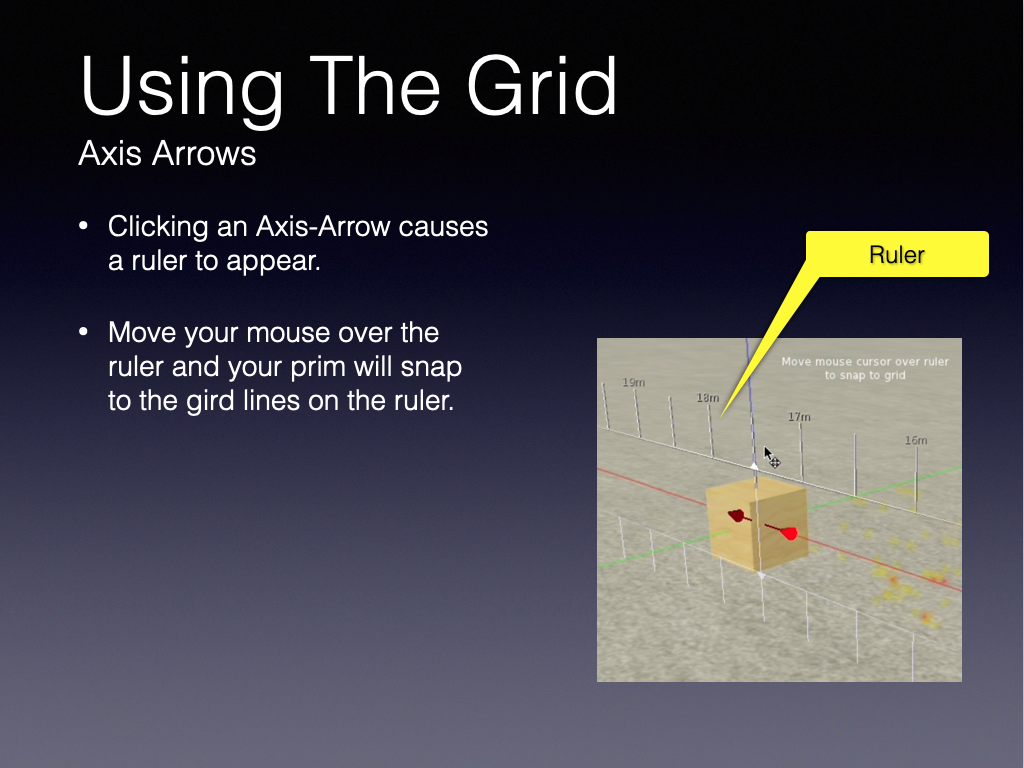 Using The Grid
Axis Arrows
• Clicking an Axis-Arrow causes
a ruler to appear.
• Move your mouse over the
ruler and your prim will snap
to the gird lines on the ruler.
Ruler
Move mouse cursor over ruler
to snap to grid
19m
18m
17m
16m